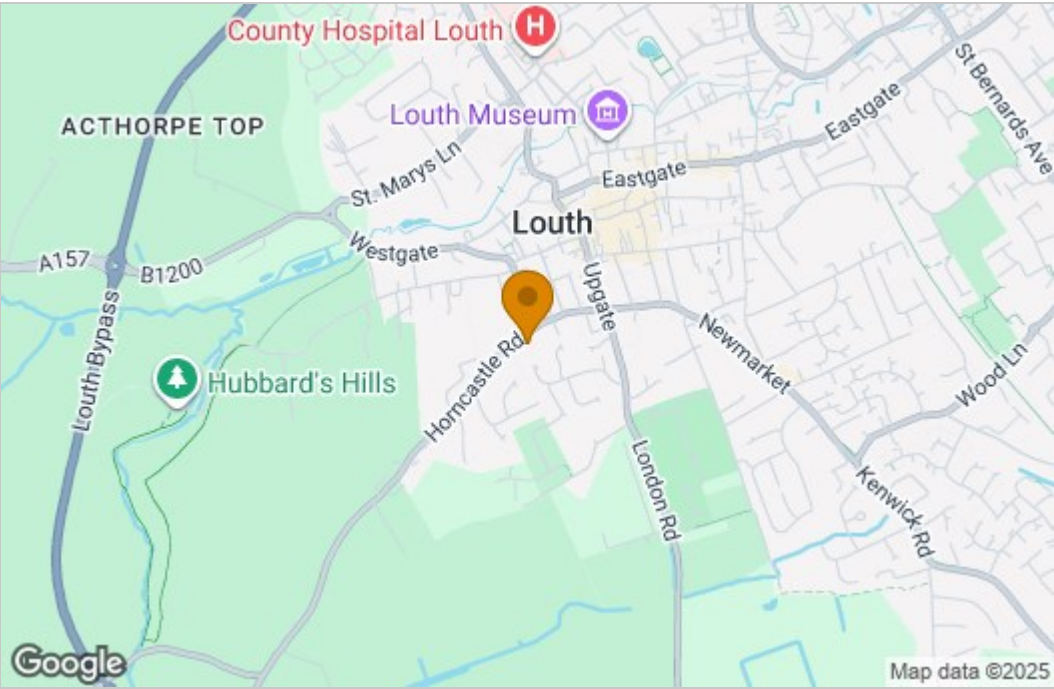 County Hospital Louth
H
Louth Museum
ACTHORPE TOP
St. Marys Ln
Eastgate
St Bernards Ave
Eastgate
Louth
Westgate
A157
B1200
Upgate
Louth Bypass
Horncastle Rd
Newmarket
Hubbard's Hills
Wood Ln
London Rd
Kenwick Rd
Google
Map data ©2025